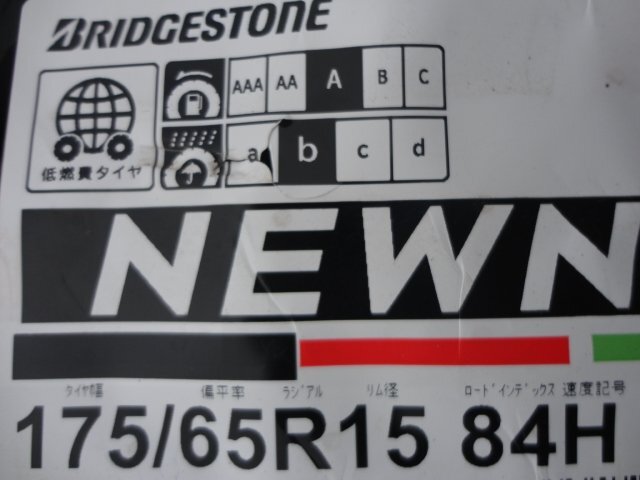 BRIDGESTONE
AAA AA A B C
a b c d
低燃費タイヤ
NEWN
タイヤ幅 偏平率 ラジアル リム径 ロードインデックス 速度記号
175/65R15 84H